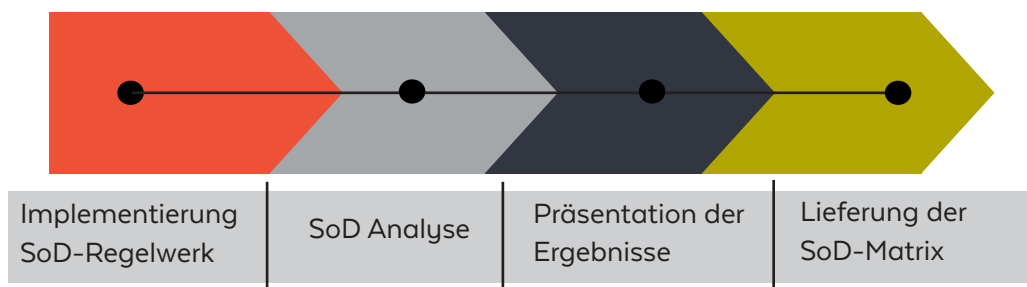 Implementierung
SoD-Regelwerk
SoD Analyse
Präsentation der
Ergebnisse
Lieferung der
SoD-Matrix